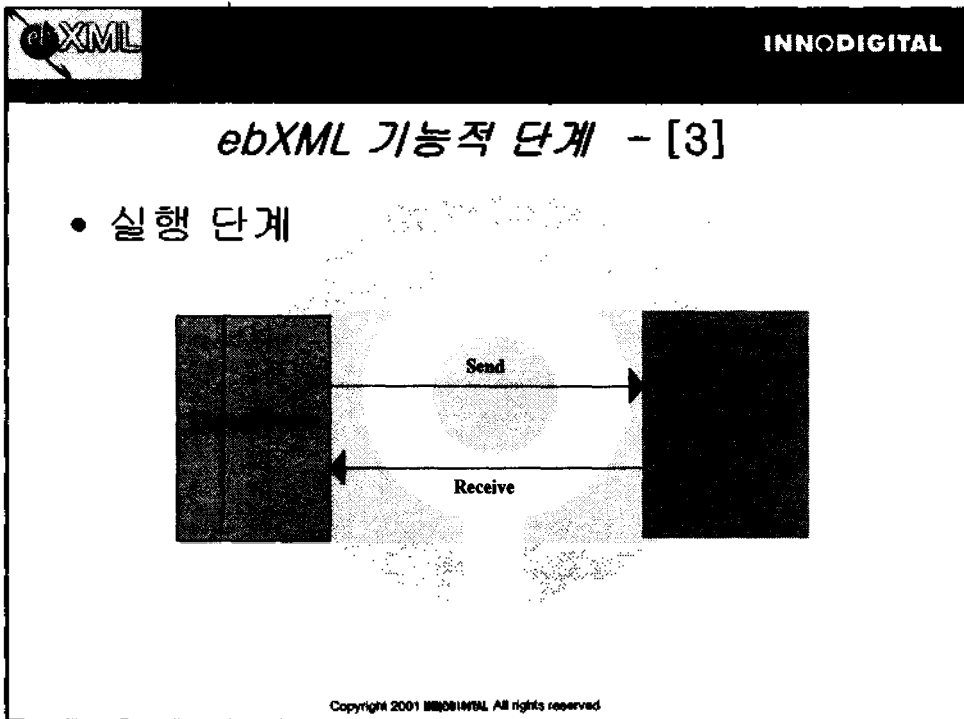 ebXML
INNODIGITAL
ebXML 기능적 단계 - [3]
• 실행 단계
Send
Receive
Copyright 2001 INNODIGITAL All rights reserved